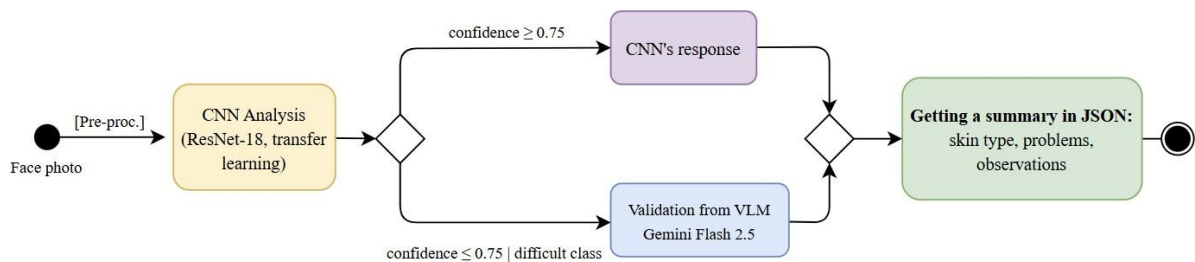 Face photo
[Pre-proc.]
CNN Analysis
(ResNet-18, transfer
learning)
confidence ≥ 0.75
CNN's response
confidence ≤ 0.75 | difficult class
Validation from VLM
Gemini Flash 2.5
Getting a summary in JSON:
skin type, problems,
observations